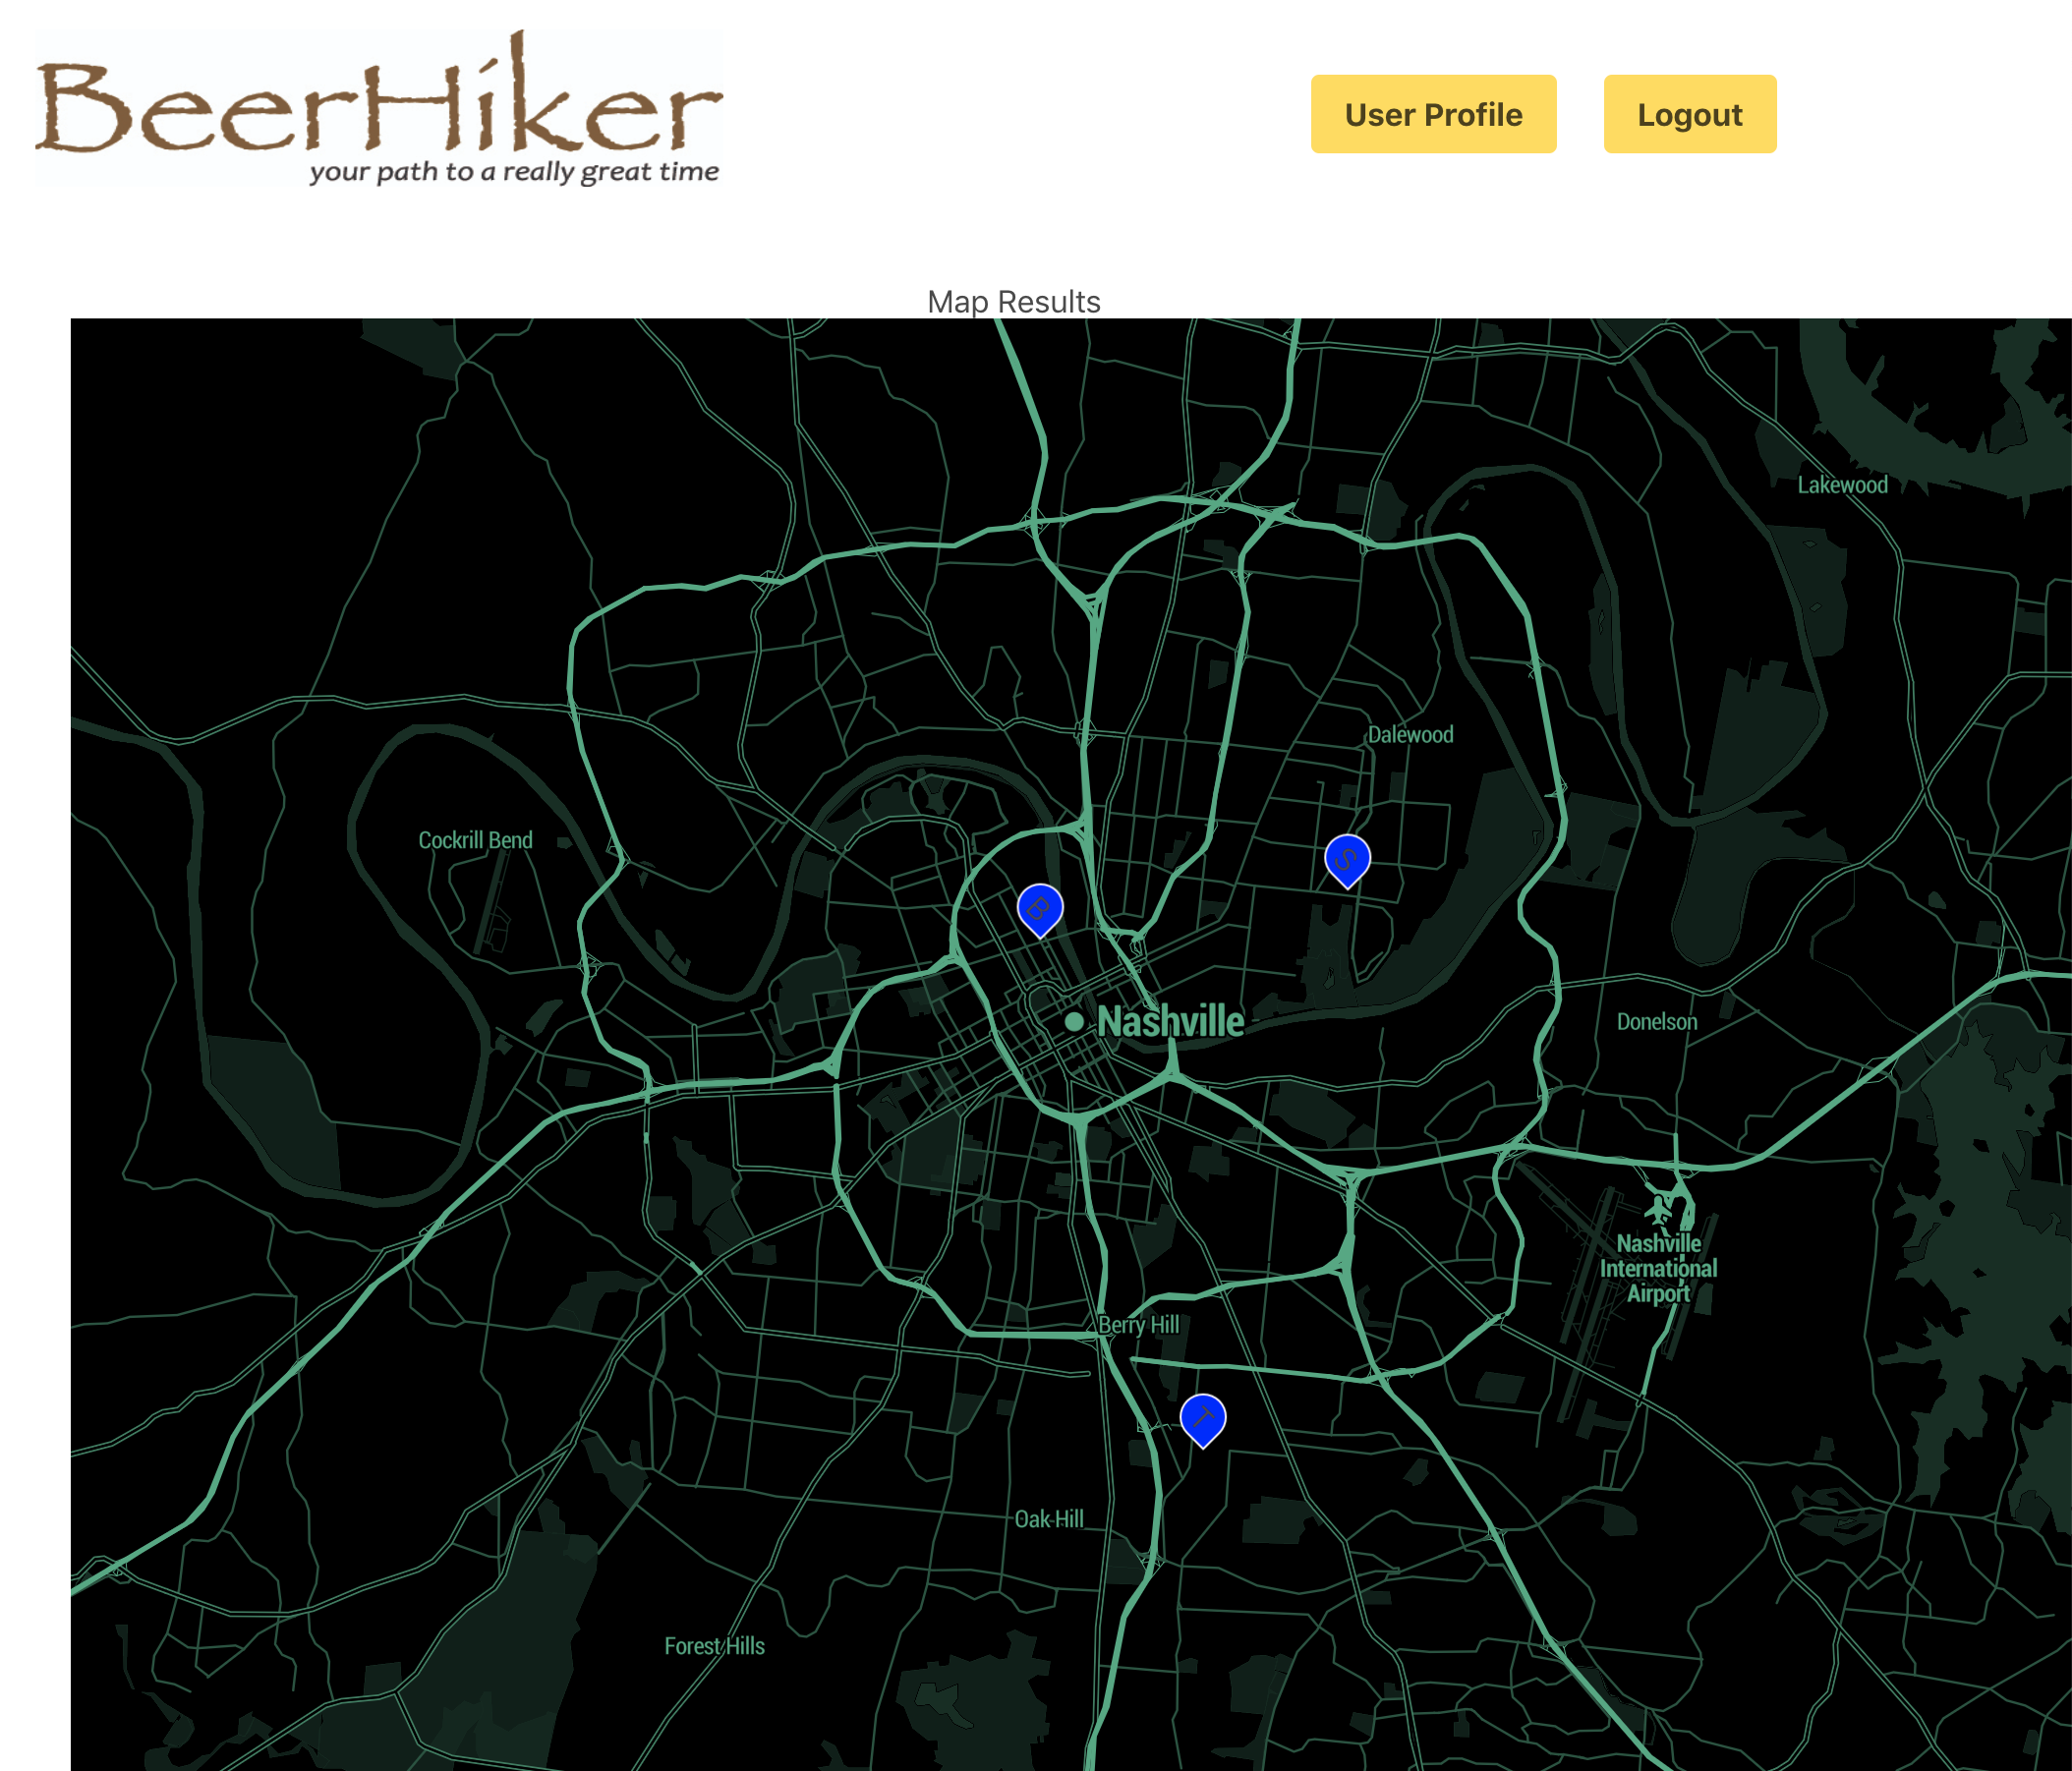 BeerHiker
your path to a really great time
User Profile
Logout
Map Results
Lakewood
Dalewood
Cockrill Bend
S
B
Nashville
Donelson
Nashville
International
Airport
Berry Hill
T
Oak Hill
Forest Hills